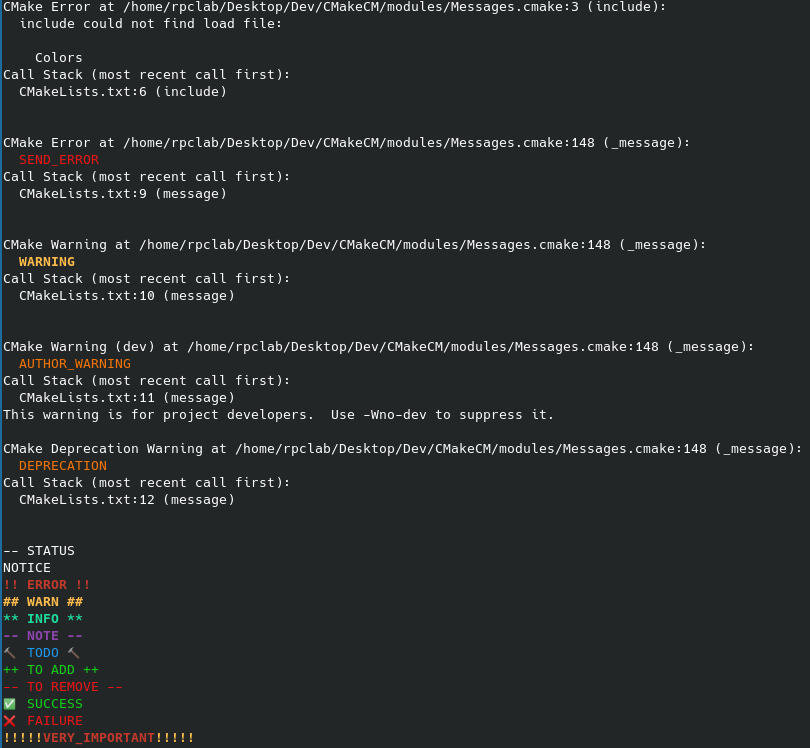 CMake Error at /home/rpclab/Desktop/Dev/CMakeCM/modules/Messages.cmake:3 (include):
  include could not find load file:

    Colors
Call Stack (most recent call first):
  CMakeLists.txt:6 (include)


CMake Error at /home/rpclab/Desktop/Dev/CMakeCM/modules/Messages.cmake:148 (_message):
  SEND_ERROR
Call Stack (most recent call first):
  CMakeLists.txt:9 (message)


CMake Warning at /home/rpclab/Desktop/Dev/CMakeCM/modules/Messages.cmake:148 (_message):
  WARNING
Call Stack (most recent call first):
  CMakeLists.txt:10 (message)


CMake Warning (dev) at /home/rpclab/Desktop/Dev/CMakeCM/modules/Messages.cmake:148 (_message):
  AUTHOR_WARNING
Call Stack (most recent call first):
  CMakeLists.txt:11 (message)
This warning is for project developers.  Use -Wno-dev to suppress it.

CMake Deprecation Warning at /home/rpclab/Desktop/Dev/CMakeCM/modules/Messages.cmake:148 (_message):
  DEPRECATION
Call Stack (most recent call first):
  CMakeLists.txt:12 (message)


-- STATUS
NOTICE
!! ERROR !!
## WARN ##
** INFO **
-- NOTE --
🔨 TODO 🔨
++ TO ADD ++
-- TO REMOVE --
✅ SUCCESS
❌ FAILURE
!!!!!VERY_IMPORTANT!!!!!